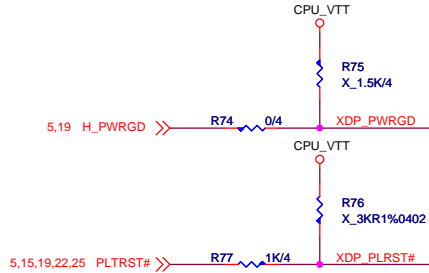 CPU_VTT
R75
X_1.5K/4
5,19 H_PWRGD R74 0/4 XDP_PWRGD
CPU_VTT
R76
X_3KR1%0402
5,15,19,22,25 PLTRST# R77 1K/4 XDP_PLRST#